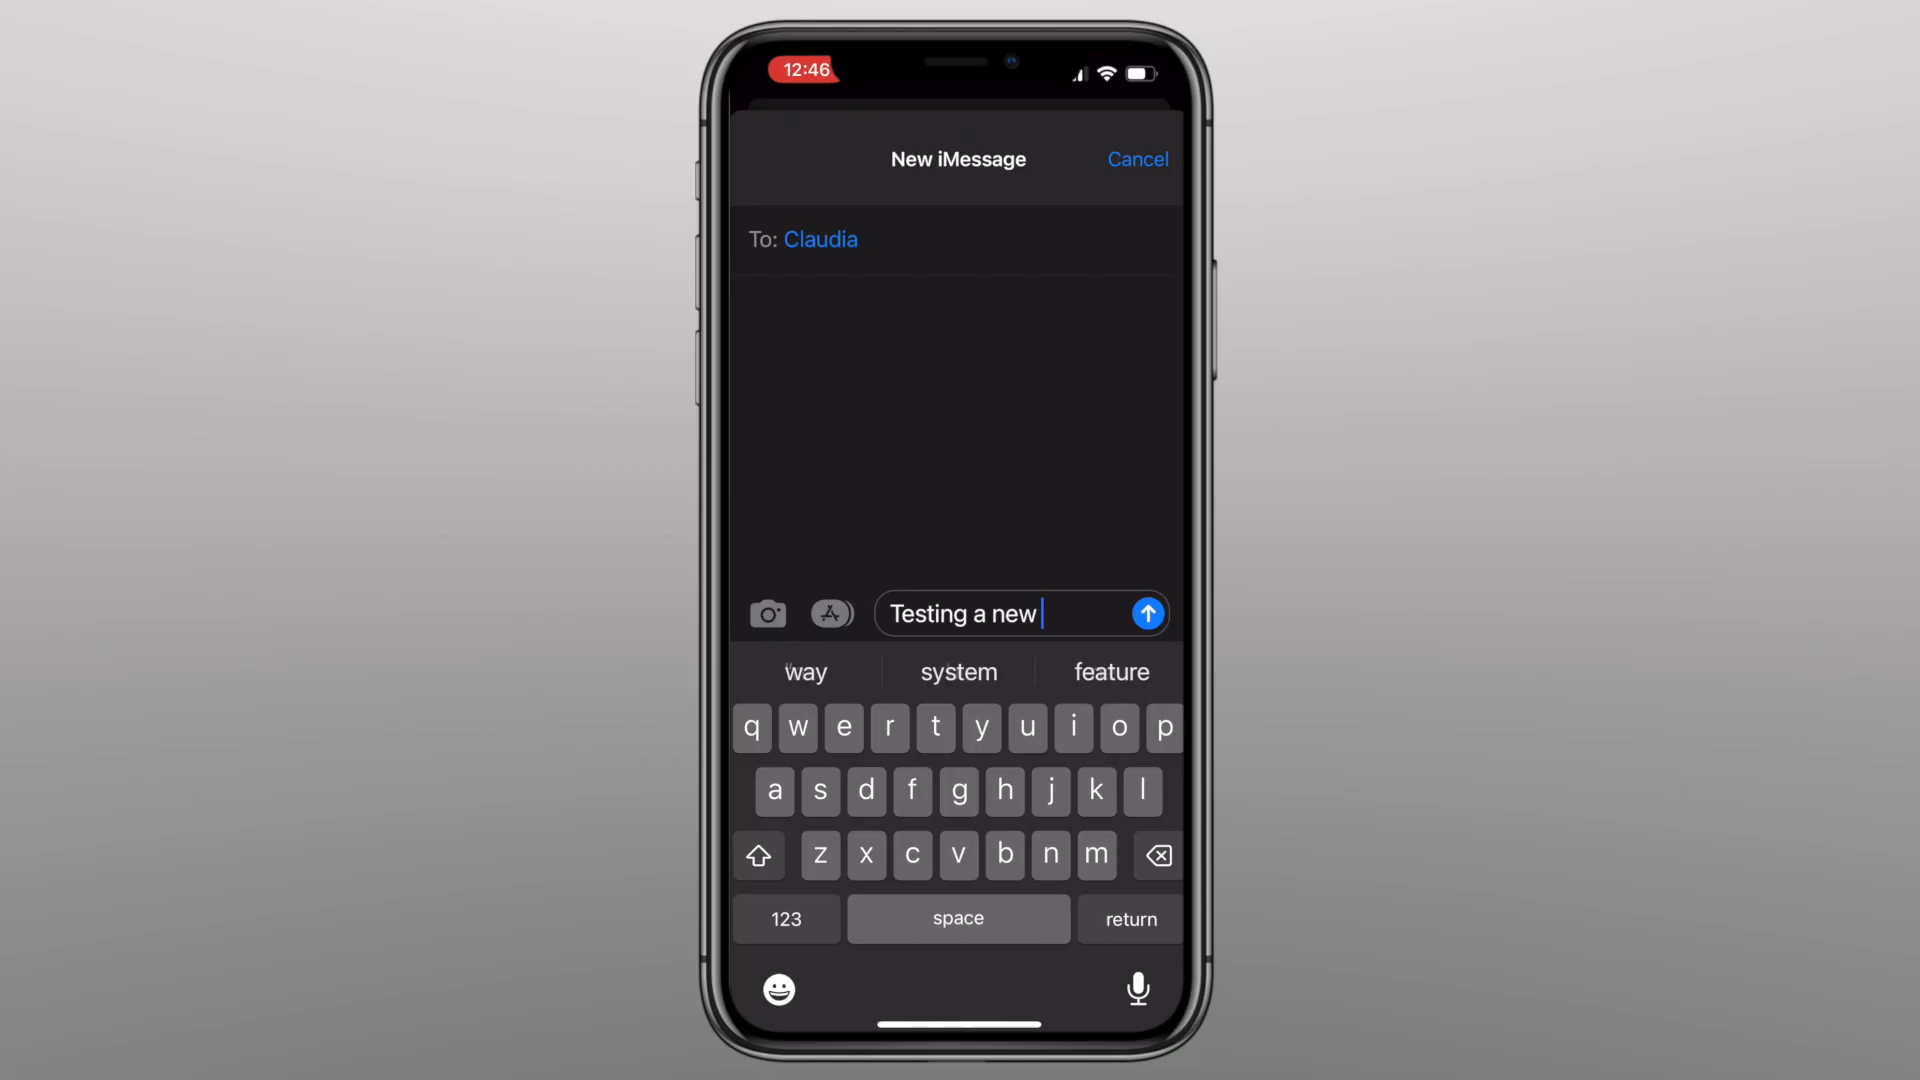 12:46
New iMessage Cancel
To: Claudia
Testing a new
way system feature
q w e r t y u i o p
a s d f g h j k l
z x c v b n m
123 space return